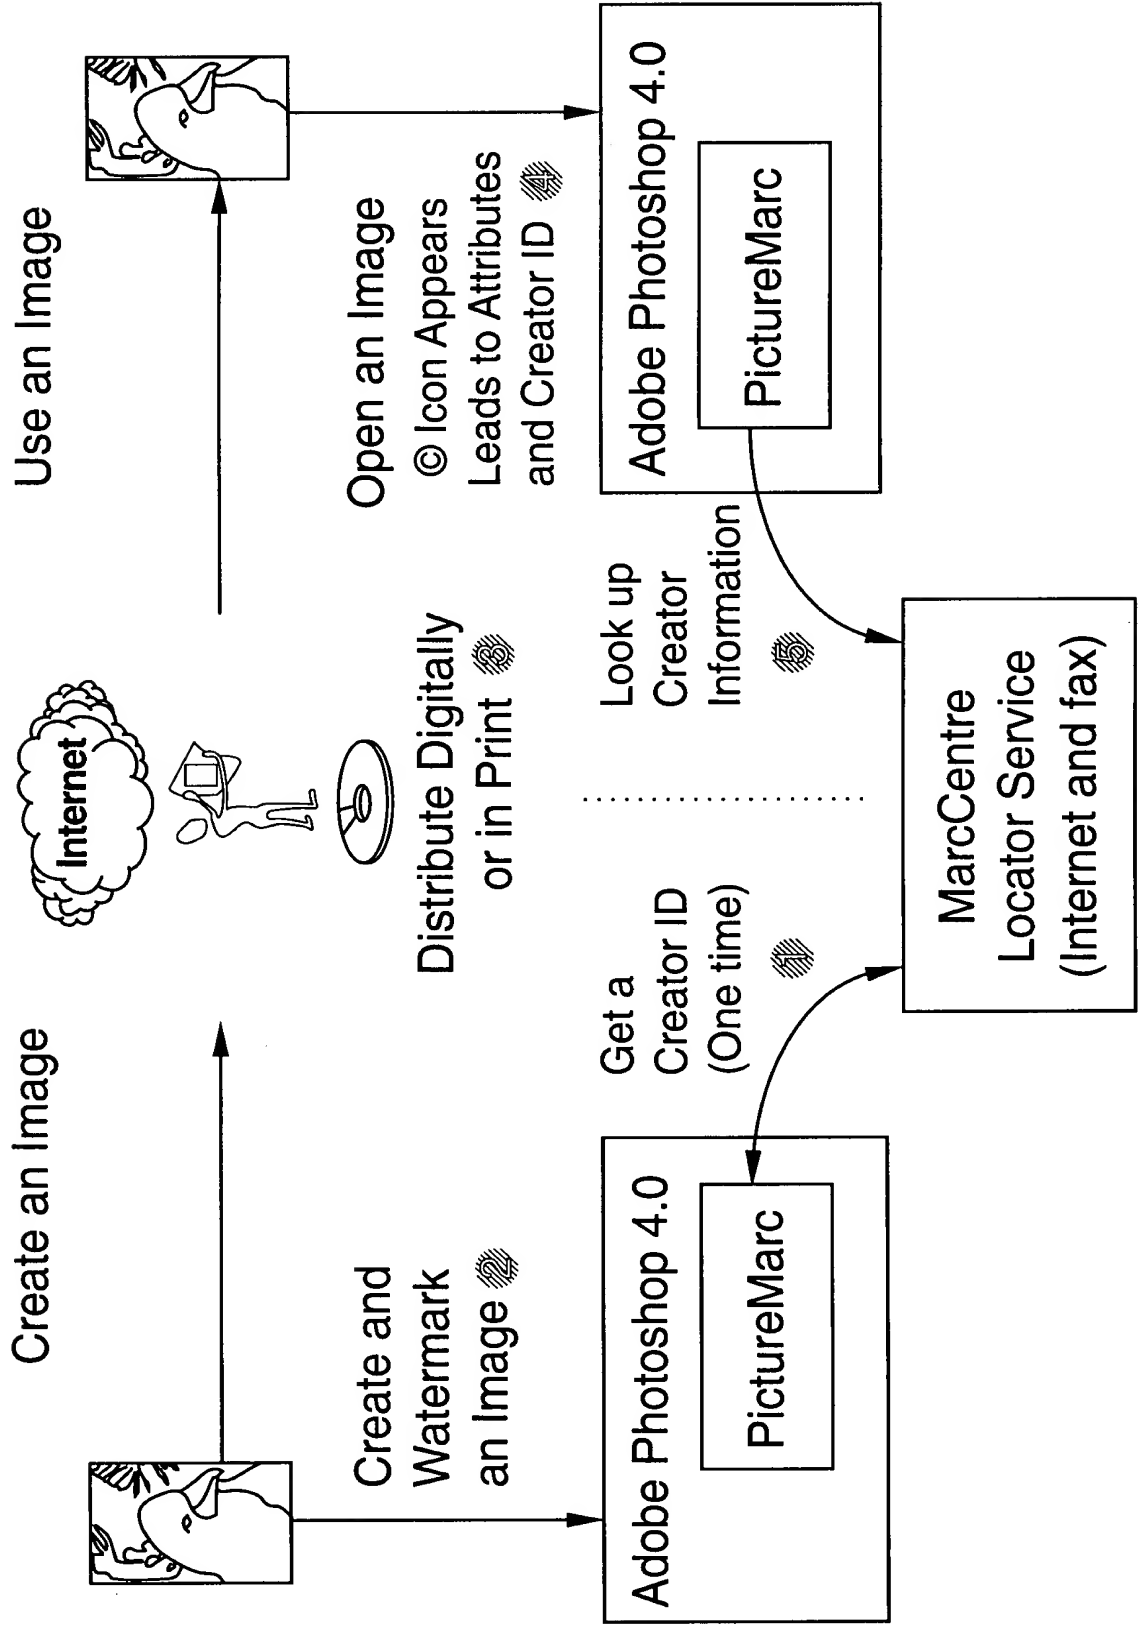 Create an Image
Use an Image
Internet
Create and
Watermark
an Image 2
Distribute Digitally
or in Print 3
Open an Image
© Icon Appears
Leads to Attributes
and Creator ID 4
Adobe Photoshop 4.0
PictureMarc
Get a
Creator ID
(One time)
1
Look up
Creator
Information
5
Adobe Photoshop 4.0
PictureMarc
MarcCentre
Locator Service
(Internet and fax)